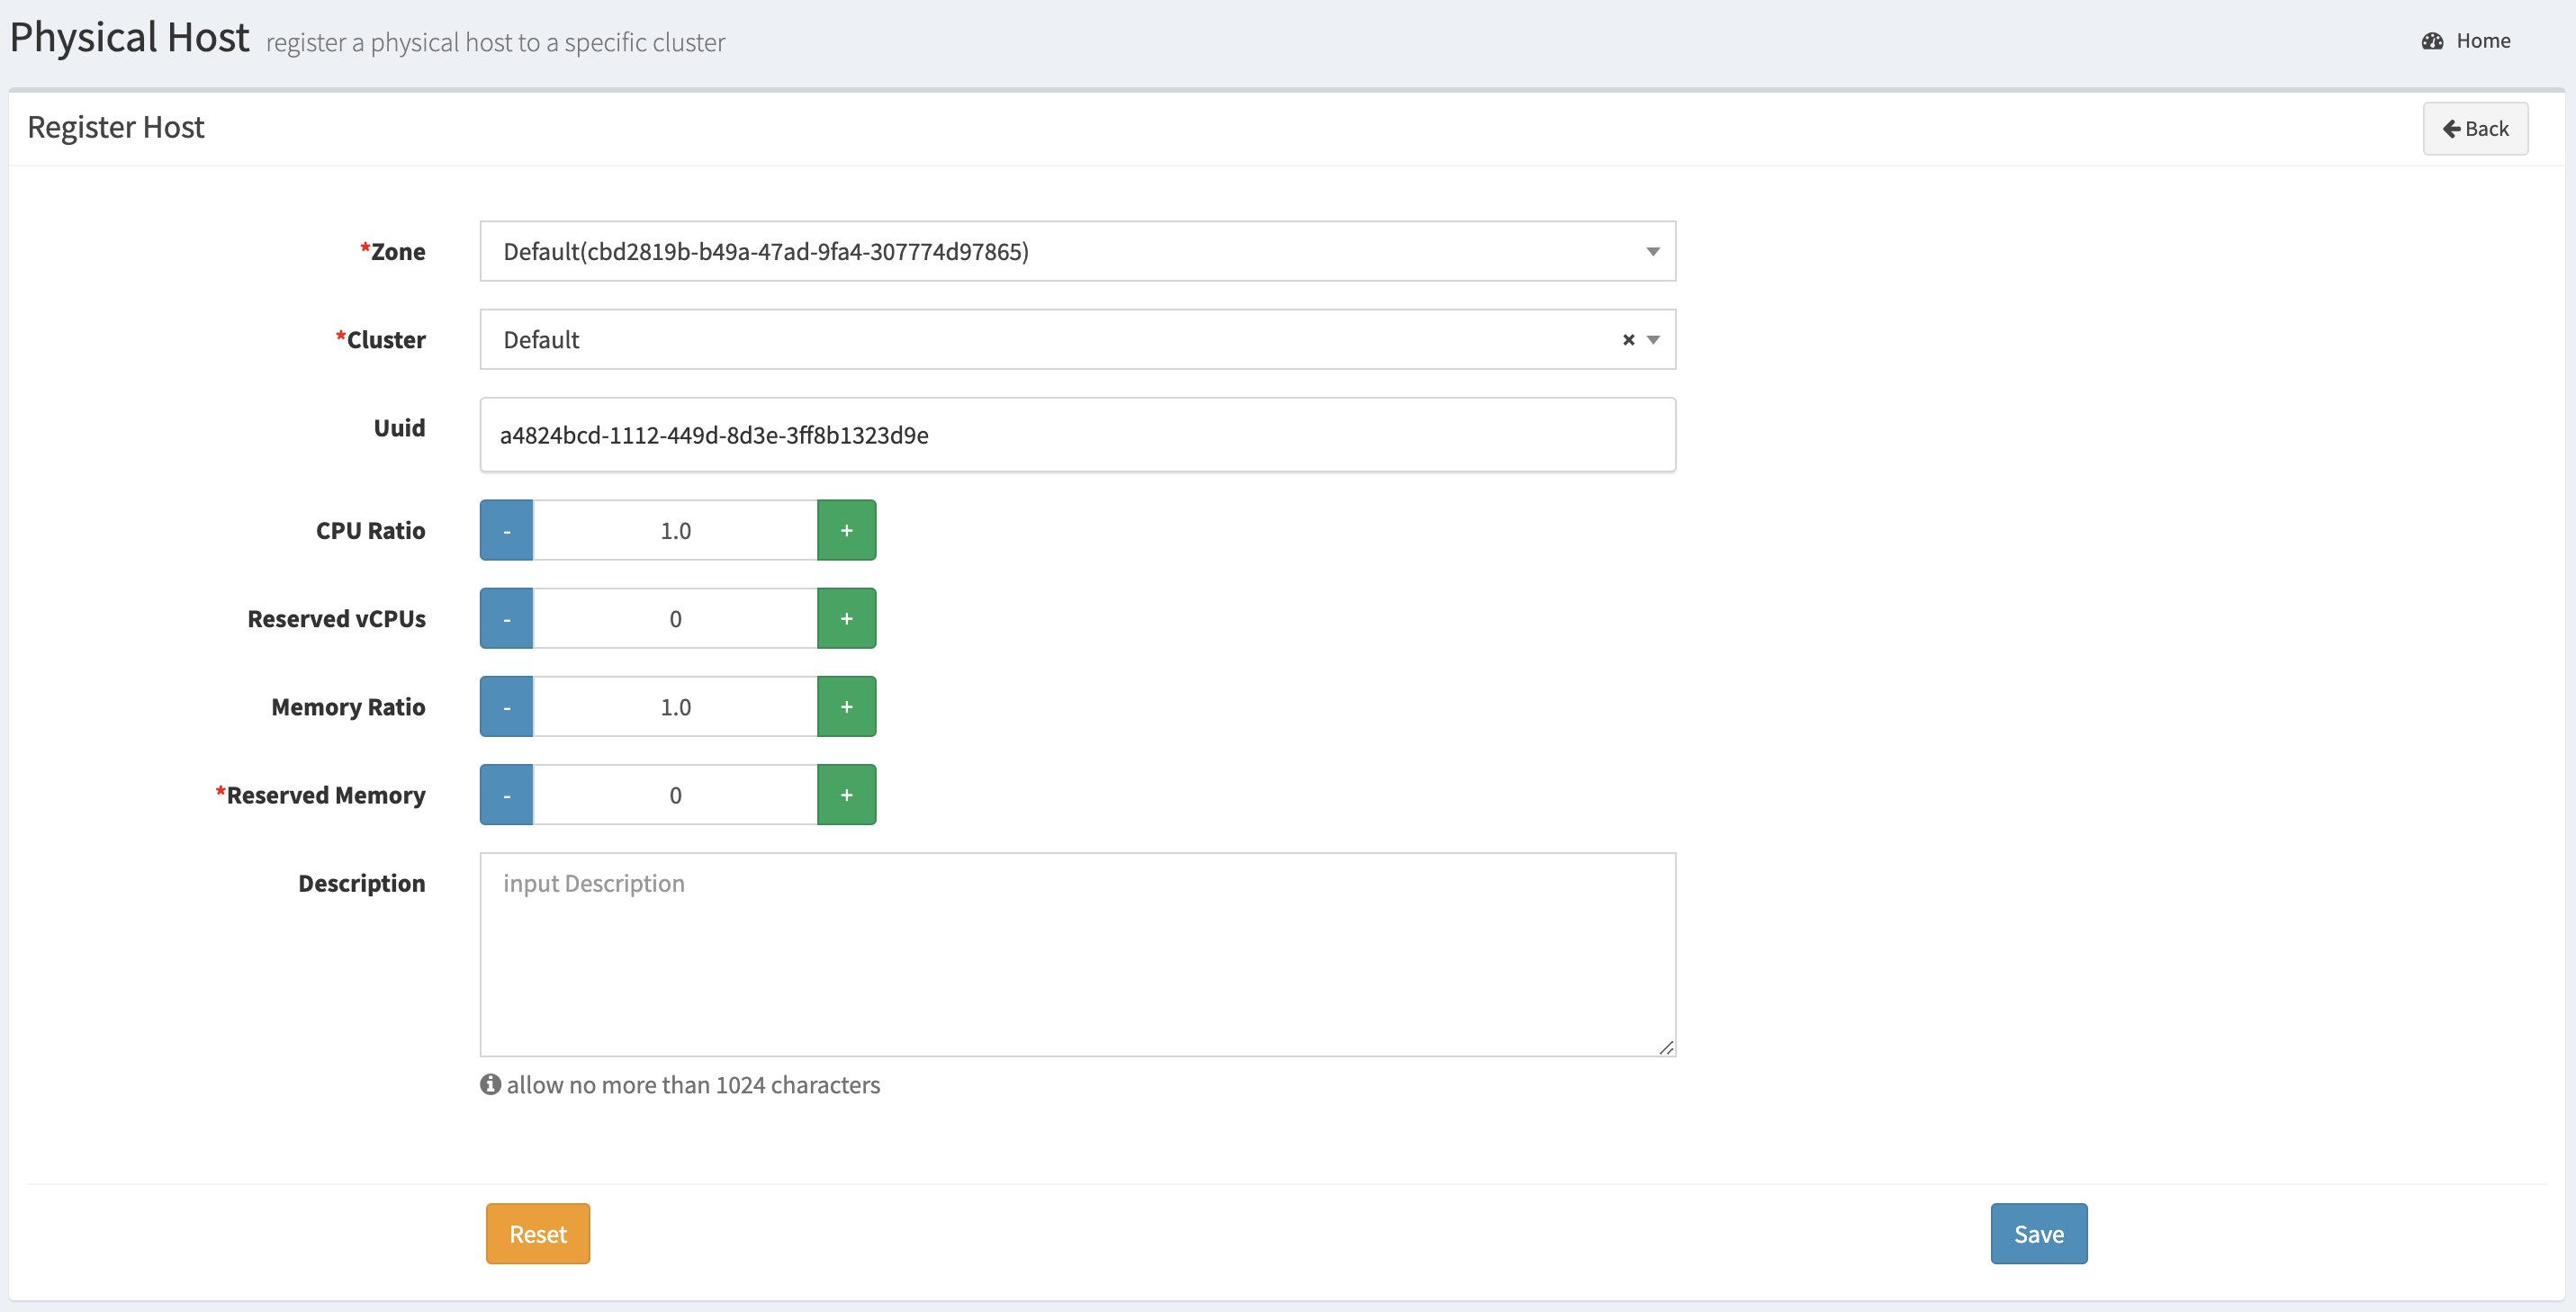 Physical Host register a physical host to a specific cluster
Home
Register Host
Back
*Zone Default(cbd2819b-b49a-47ad-9fa4-307774d97865)
*Cluster Default ×
Uuid a4824bcd-1112-449d-8d3e-3ff8b1323d9e
CPU Ratio - 1.0 +
Reserved vCPUs - 0 +
Memory Ratio - 1.0 +
*Reserved Memory - 0 +
Description input Description
allow no more than 1024 characters
Reset Save